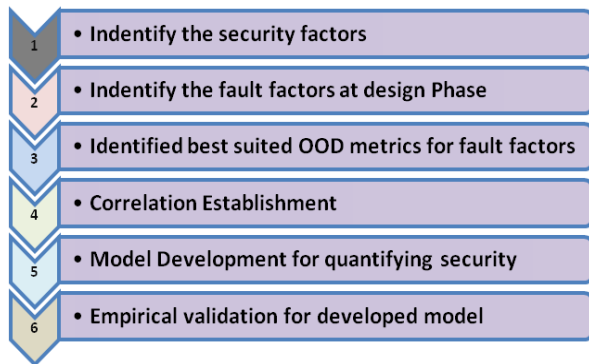 1 • Indentify the security factors
2 • Indentify the fault factors at design Phase
3 • Identified best suited OOD metrics for fault factors
4 • Correlation Establishment
5 • Model Development for quantifying security
6 • Empirical validation for developed model